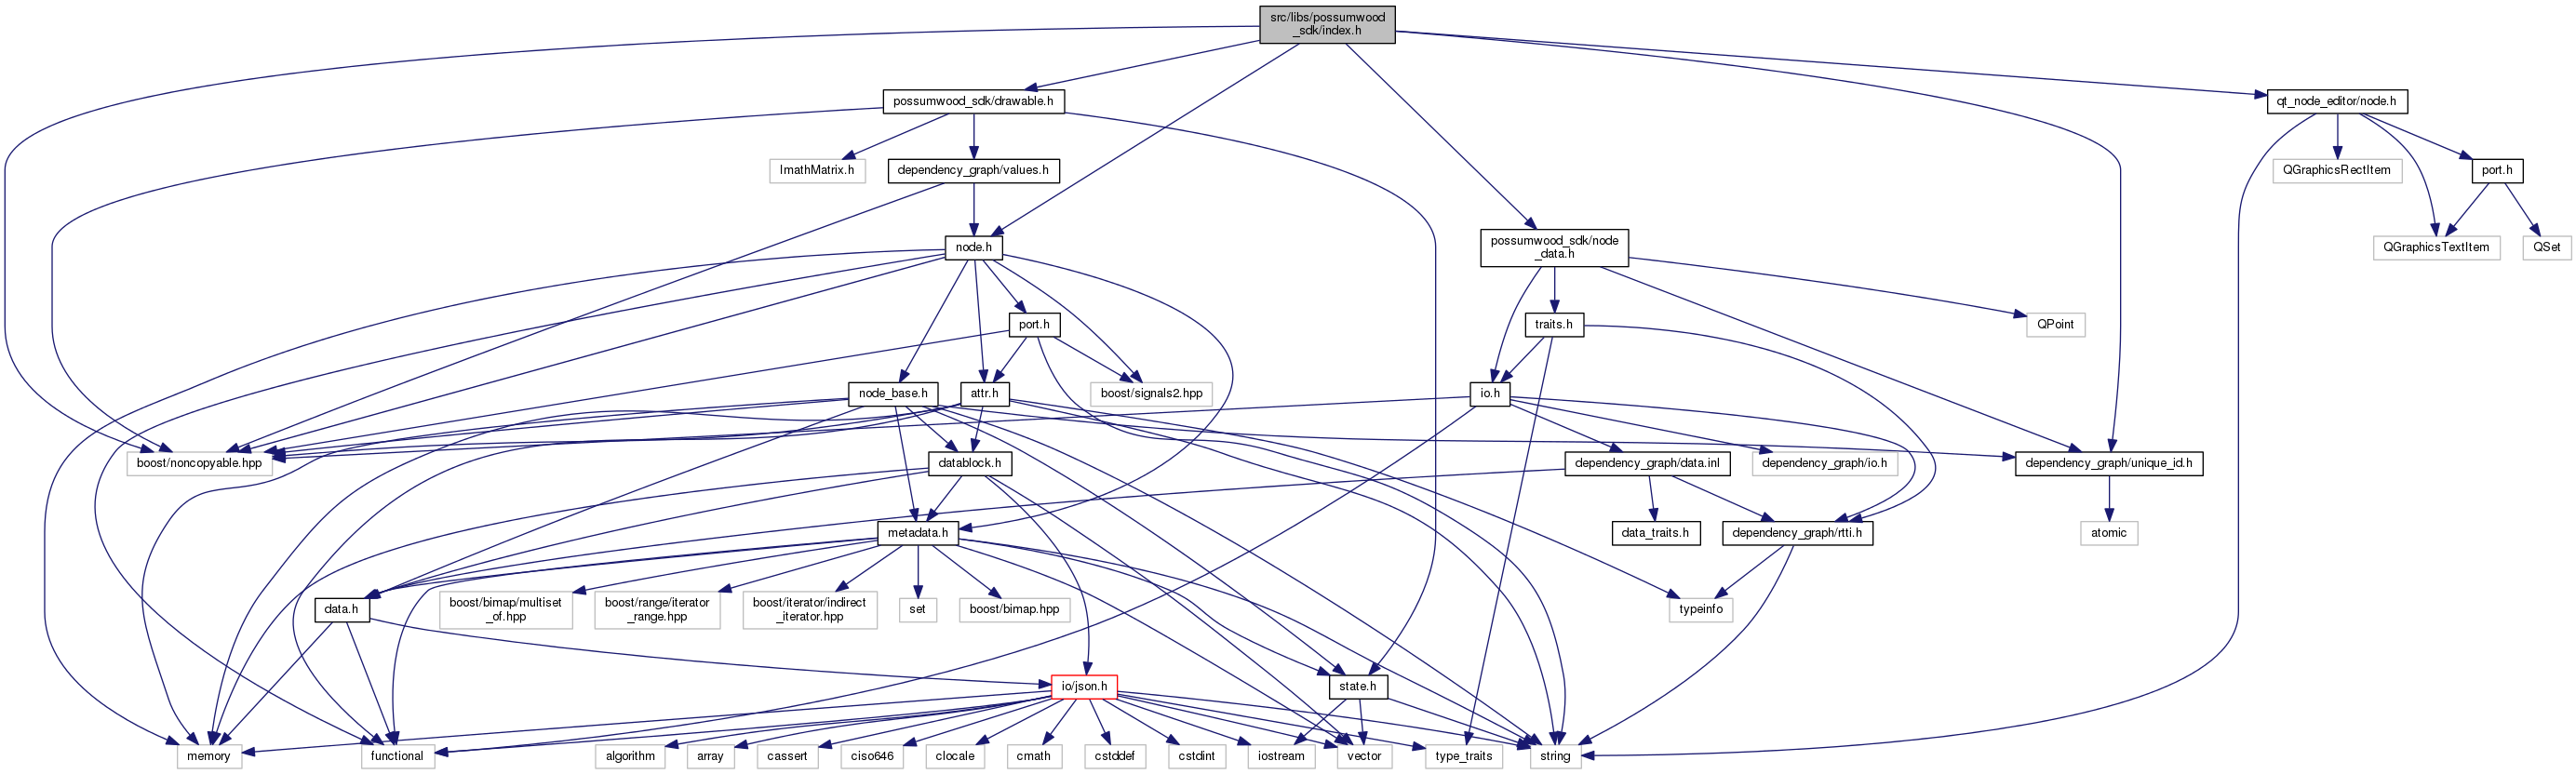 src/libs/possumwood
_sdk/index.h
possumwood_sdk/drawable.h
qt_node_editor/node.h
ImathMatrix.h
dependency_graph/values.h
QGraphicsRectItem
port.h
node.h
possumwood_sdk/node
_data.h
QGraphicsTextItem
QSet
port.h
traits.h
QPoint
node_base.h
attr.h
boost/signals2.hpp
io.h
boost/noncopyable.hpp
datablock.h
dependency_graph/data.inl
dependency_graph/io.h
dependency_graph/unique_id.h
metadata.h
data_traits.h
dependency_graph/rtti.h
atomic
data.h
boost/bimap/multiset
_of.hpp
boost/range/iterator
_range.hpp
boost/iterator/indirect
_iterator.hpp
set
boost/bimap.hpp
typeinfo
io/json.h
state.h
memory
functional
algorithm
array
cassert
ciso646
clocale
cmath
cstddef
cstdint
iostream
vector
type_traits
string